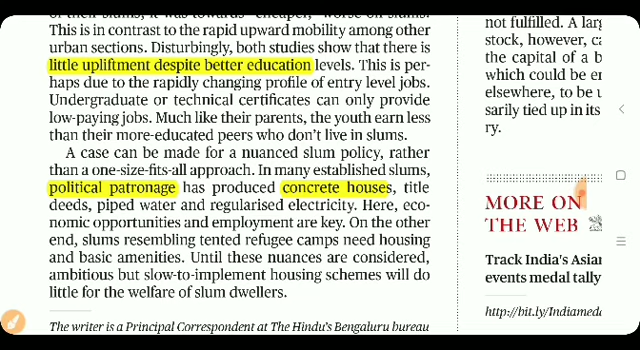 This is in contrast to the rapid upward mobility among other
urban sections. Disturbingly, both studies show that there is
little upliftment despite better education levels. This is per-
haps due to the rapidly changing profile of entry level jobs.
Undergraduate or technical certificates can only provide
low-paying jobs. Much like their parents, the youth earn less
than their more-educated peers who don't live in slums.
A case can be made for a nuanced slum policy, rather
than a one-size-fits-all approach. In many established slums,
political patronage has produced concrete houses, title
deeds, piped water and regularised electricity. Here, eco-
nomic opportunities and employment are key. On the other
end, slums resembling tented refugee camps need housing
and basic amenities. Until these nuances are considered,
ambitious but slow-to-implement housing schemes will do
little for the welfare of slum dwellers.
The writer is a Principal Correspondent at The Hindu's Bengaluru bureau
not fulfilled. A
stock, however,
the capital of a
which could be
elsewhere, to be
sarily tied up in its
ry.
MORE ON
THE WEB
Track India's Asian
events medal tally
http://bit.ly/Indiameda